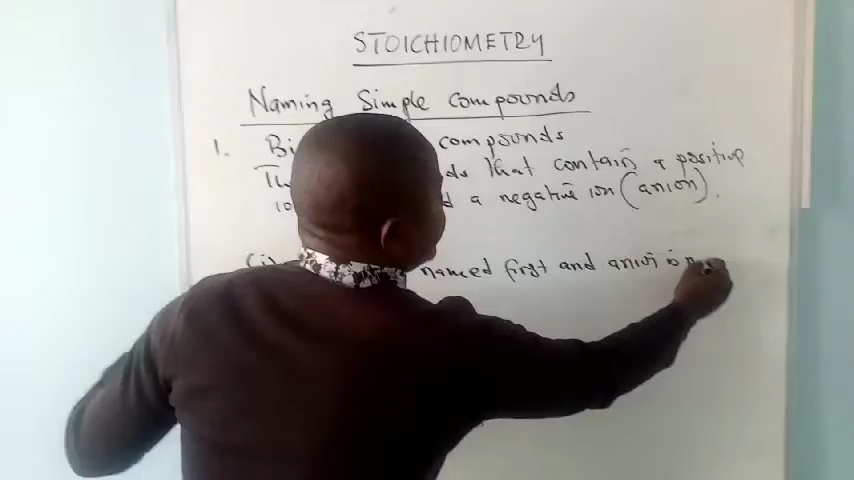 STOICHIOMETRY
Naming Simple compounds
1. Bi compounds
Th ds that contain a positive
io d a negative ion (anion).
(i) named first and anion is n